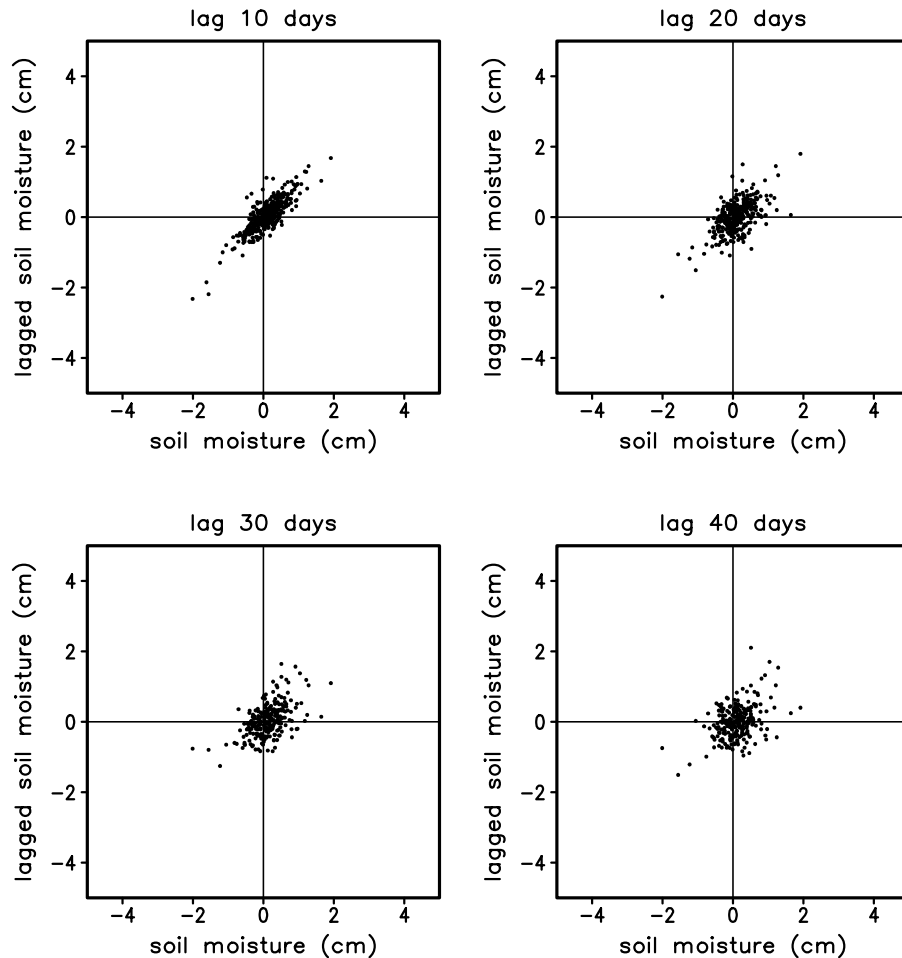 lag 10 days
lagged soil moisture (cm)
4
2
0
−2
−4
−4 −2 0 2 4
soil moisture (cm)
lag 20 days
lagged soil moisture (cm)
4
2
0
−2
−4
−4 −2 0 2 4
soil moisture (cm)
lag 30 days
lagged soil moisture (cm)
4
2
0
−2
−4
−4 −2 0 2 4
soil moisture (cm)
lag 40 days
lagged soil moisture (cm)
4
2
0
−2
−4
−4 −2 0 2 4
soil moisture (cm)